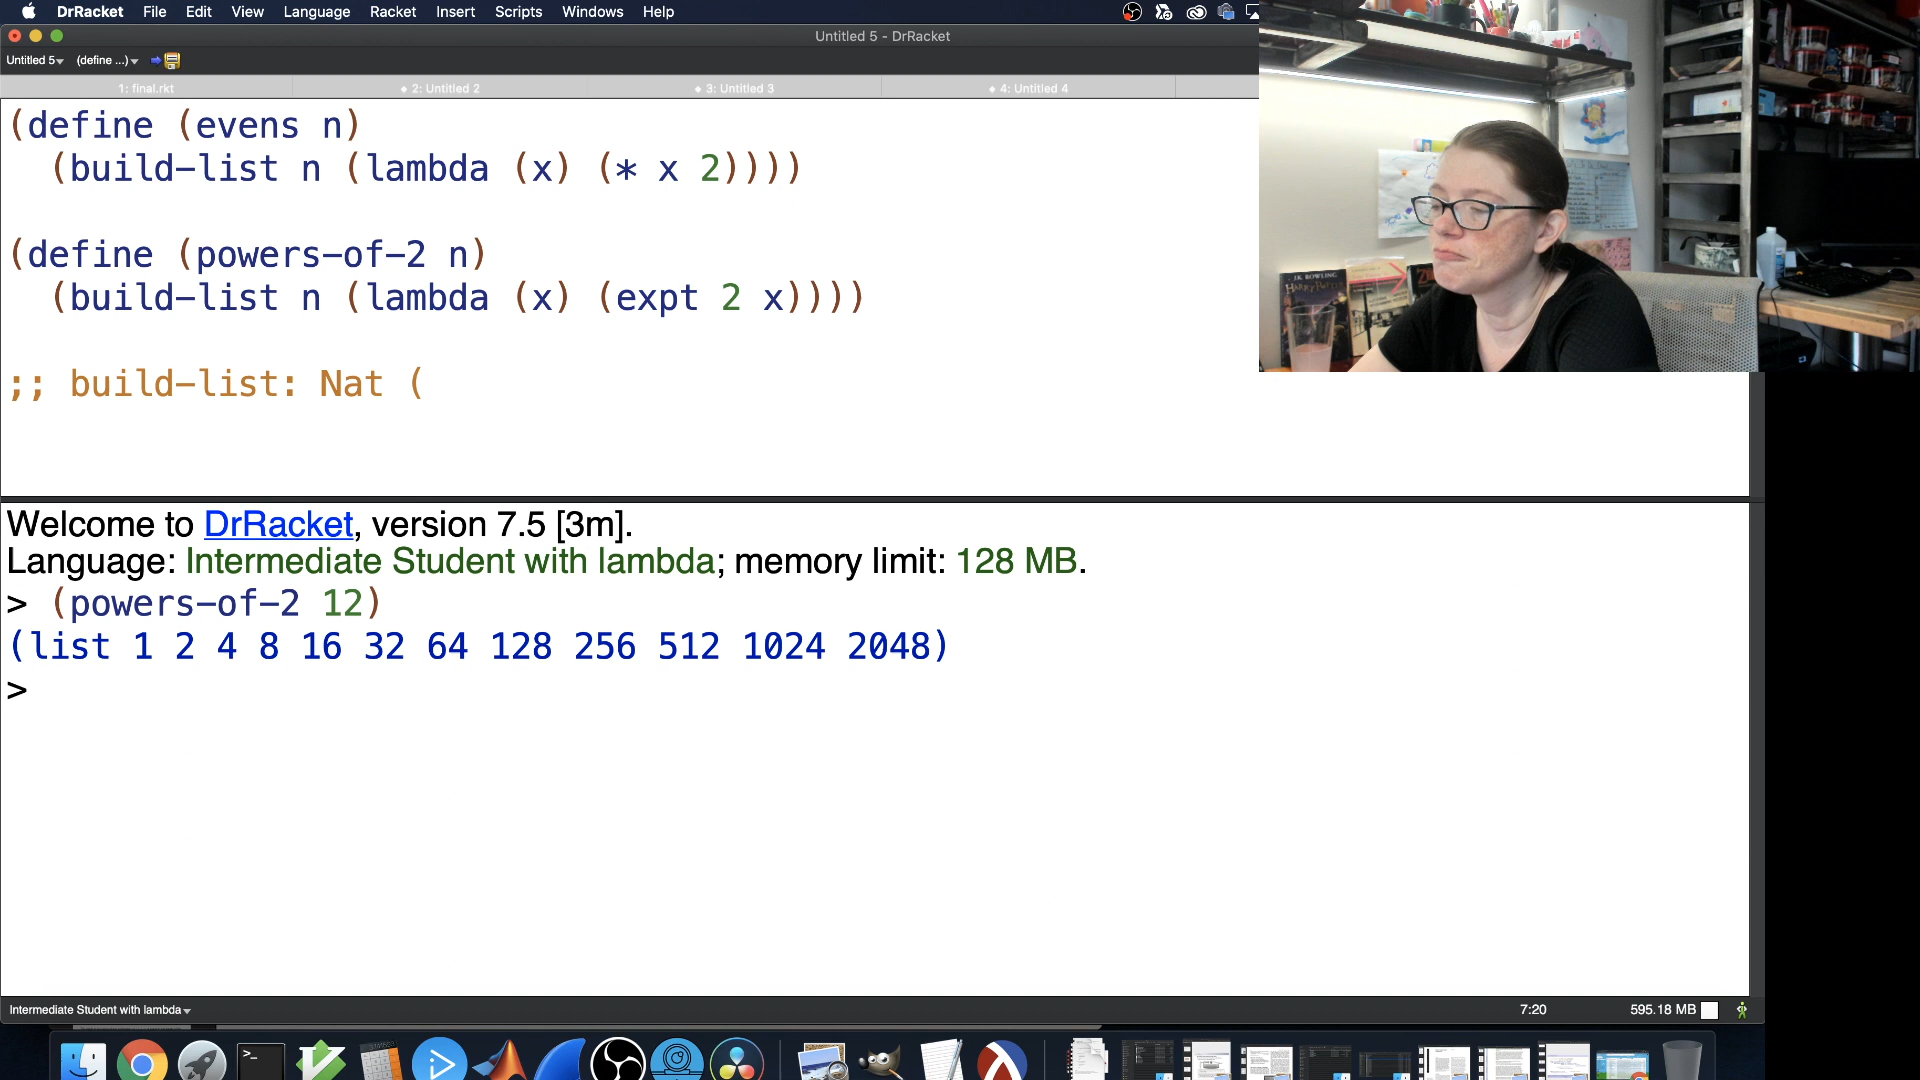 DrRacket File Edit View Language Racket Insert Scripts Windows Help
Untitled 5 - DrRacket
Untitled 5 (define ...)
1: final.rkt 2: Untitled 2 3: Untitled 3 4: Untitled 4
(define (evens n)
(build-list n (lambda (x) (* x 2))))
(define (powers-of-2 n)
(build-list n (lambda (x) (expt 2 x))))
;; build-list: Nat (
J.K. ROWLING
HARRY POTTER
Welcome to DrRacket, version 7.5 [3m].
Language: Intermediate Student with lambda; memory limit: 128 MB.
> (powers-of-2 12)
(list 1 2 4 8 16 32 64 128 256 512 1024 2048)
>
Intermediate Student with lambda 7:20 595.18 MB